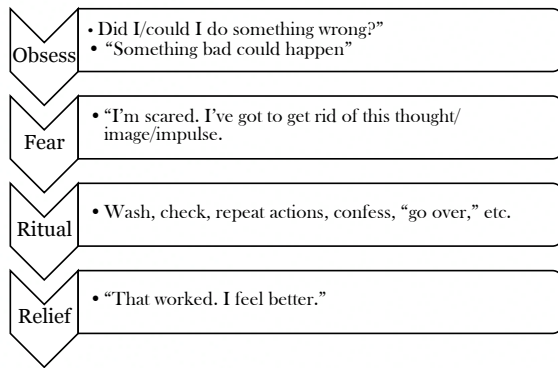 Obsess
• Did I/could I do something wrong?”
• “Something bad could happen”
Fear
• “I’m scared. I’ve got to get rid of this thought/
image/impulse.
Ritual
• Wash, check, repeat actions, confess, “go over,” etc.
Relief
• “That worked. I feel better.”